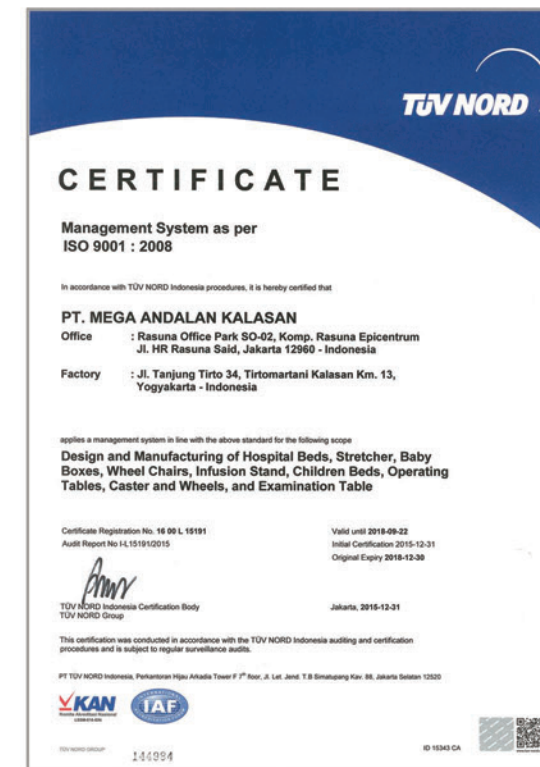 TÜV NORD
CERTIFICATE
Management System as per
ISO 9001 : 2008
In accordance with TÜV NORD Indonesia procedures, it is hereby certified that
PT. MEGA ANDALAN KALASAN
Office : Rasuna Office Park SO-02, Komp. Rasuna Epicentrum
Jl. HR Rasuna Said, Jakarta 12960 - Indonesia
Factory : Jl. Tanjung Tirto 34, Tirtomartani Kalasan Km. 13,
Yogyakarta - Indonesia
applies a management system in line with the above standard for the following scope
Design and Manufacturing of Hospital Beds, Stretcher, Baby
Boxes, Wheel Chairs, Infusion Stand, Children Beds, Operating
Tables, Caster and Wheels, and Examination Table
Certificate Registration No. 16 00 L 15191
Valid until 2018-09-22
Audit Report No I-L15191/2015
Initial Certification 2015-12-31
Original Expiry 2018-12-30
TÜV NORD Indonesia Certification Body
Jakarta, 2015-12-31
TÜV NORD Group
This certification was conducted in accordance with the TÜV NORD Indonesia auditing and certification
procedures and is subject to regular surveillance audits.
PT TÜV NORD Indonesia, Perkantoran Hijau Arkadia Tower F 7th floor, Jl. Let. Jend. T.B Simatupang Kav. 88, Jakarta Selatan 12520
KAN
Komite Akreditasi Nasional
IAF
TÜV NORD GROUP
144994
ID 15343 CA